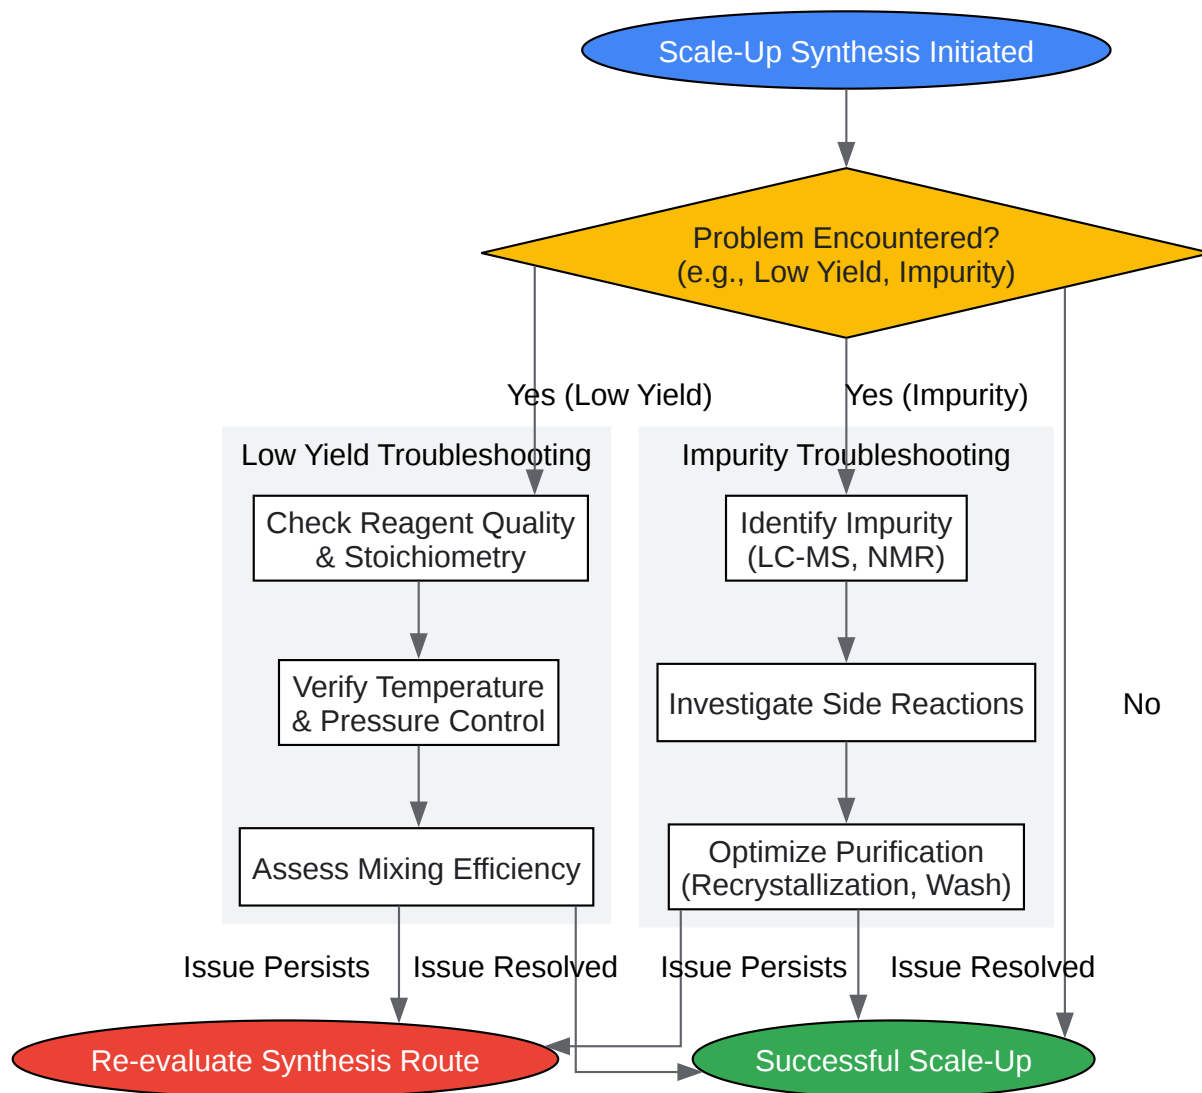 Scale-Up Synthesis Initiated
Problem Encountered?
(e.g., Low Yield, Impurity)
Yes (Low Yield)
Yes (Impurity)
Low Yield Troubleshooting
Impurity Troubleshooting
Check Reagent Quality
& Stoichiometry
Identify Impurity
(LC-MS, NMR)
Verify Temperature
& Pressure Control
Investigate Side Reactions
No
Assess Mixing Efficiency
Optimize Purification
(Recrystallization, Wash)
Issue Persists
Issue Resolved
Issue Persists
Issue Resolved
Re-evaluate Synthesis Route
Successful Scale-Up